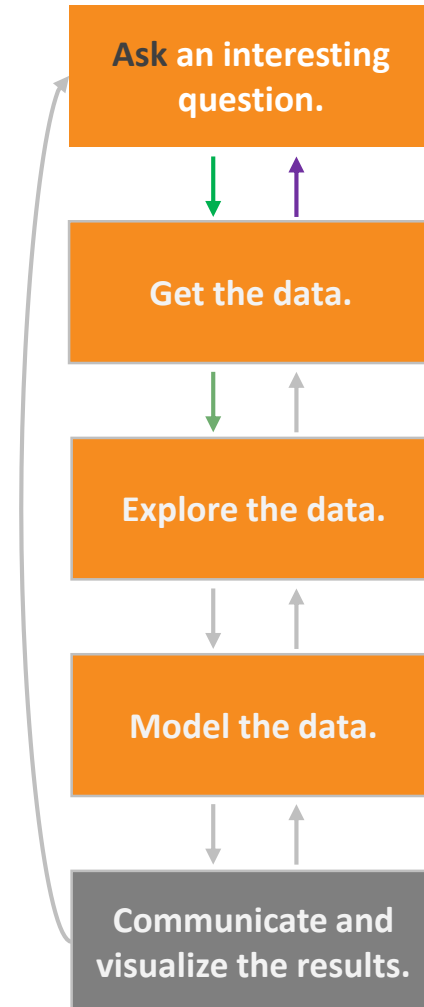 Ask an interesting
question.
Get the data.
Explore the data.
Model the data.
Communicate and
visualize the results.